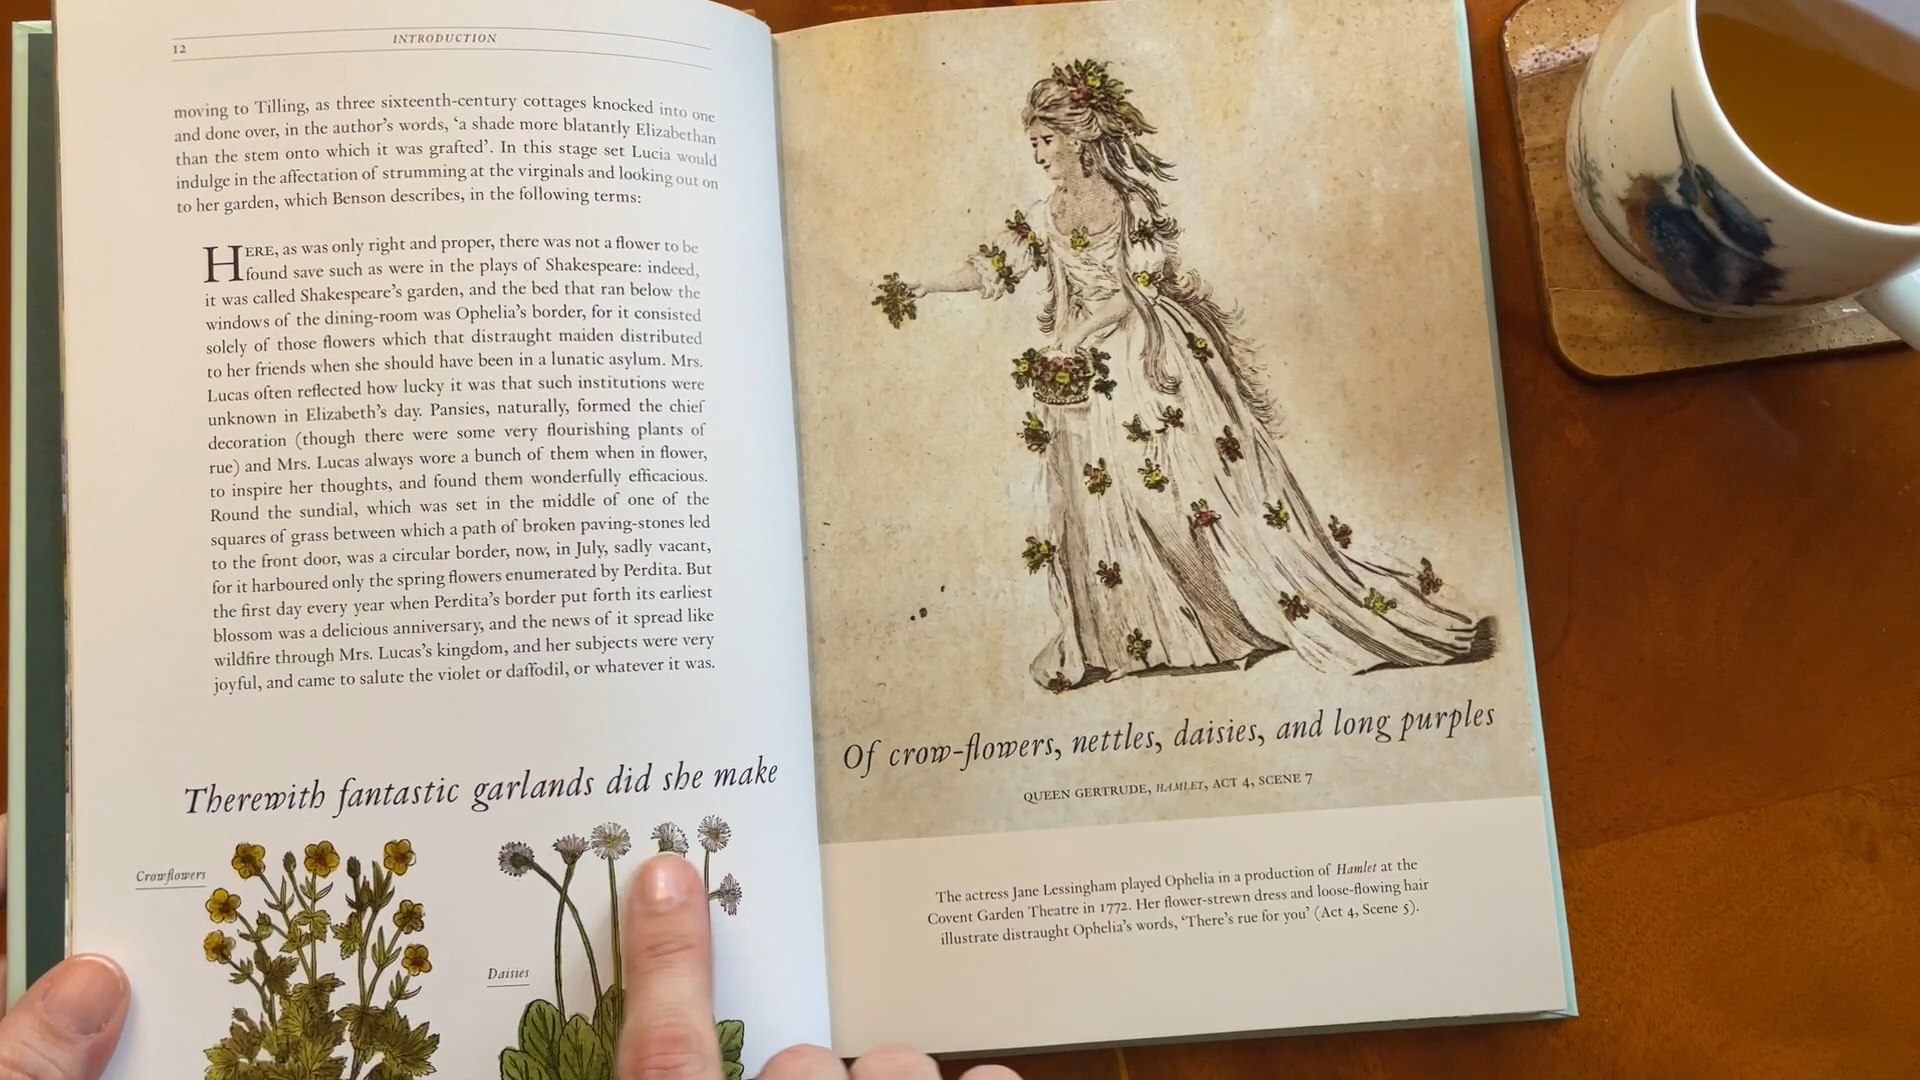 12
INTRODUCTION
moving to Tilling, as three sixteenth-century cottages knocked into one
and done over, in the author's words, ‘a shade more blatantly Elizabethan
than the stem onto which it was grafted’. In this stage set Lucia would
indulge in the affectation of strumming at the virginals and looking out on
to her garden, which Benson describes, in the following terms:
HERE, as was only right and proper, there was not a flower to be
found save such as were in the plays of Shakespeare: indeed,
it was called Shakespeare's garden, and the bed that ran below the
windows of the dining-room was Ophelia's border, for it consisted
solely of those flowers which that distraught maiden distributed
to her friends when she should have been in a lunatic asylum. Mrs.
Lucas often reflected how lucky it was that such institutions were
unknown in Elizabeth's day. Pansies, naturally, formed the chief
decoration (though there were some very flourishing plants of
rue) and Mrs. Lucas always wore a bunch of them when in flower,
to inspire her thoughts, and found them wonderfully efficacious.
Round the sundial, which was set in the middle of one of the
squares of grass between which a path of broken paving-stones led
to the front door, was a circular border, now, in July, sadly vacant,
for it harboured only the spring flowers enumerated by Perdita. But
the first day every year when Perdita's border put forth its earliest
blossom was a delicious anniversary, and the news of it spread like
wildfire through Mrs. Lucas's kingdom, and her subjects were very
joyful, and came to salute the violet or daffodil, or whatever it was.
Therewith fantastic garlands did she make
Crowflowers
Daisies
Of crow-flowers, nettles, daisies, and long purples
QUEEN GERTRUDE, HAMLET, ACT 4, SCENE 7
The actress Jane Lessingham played Ophelia in a production of Hamlet at the
Covent Garden Theatre in 1772. Her flower-strewn dress and loose-flowing hair
illustrate distraught Ophelia's words, ‘There's rue for you’ (Act 4, Scene 5).